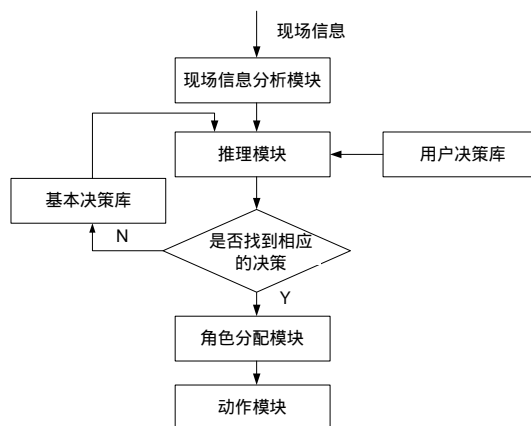 现场信息
现场信息分析模块
推理模块
用户决策库
基本决策库
N
是否找到相应
的决策
Y
角色分配模块
动作模块